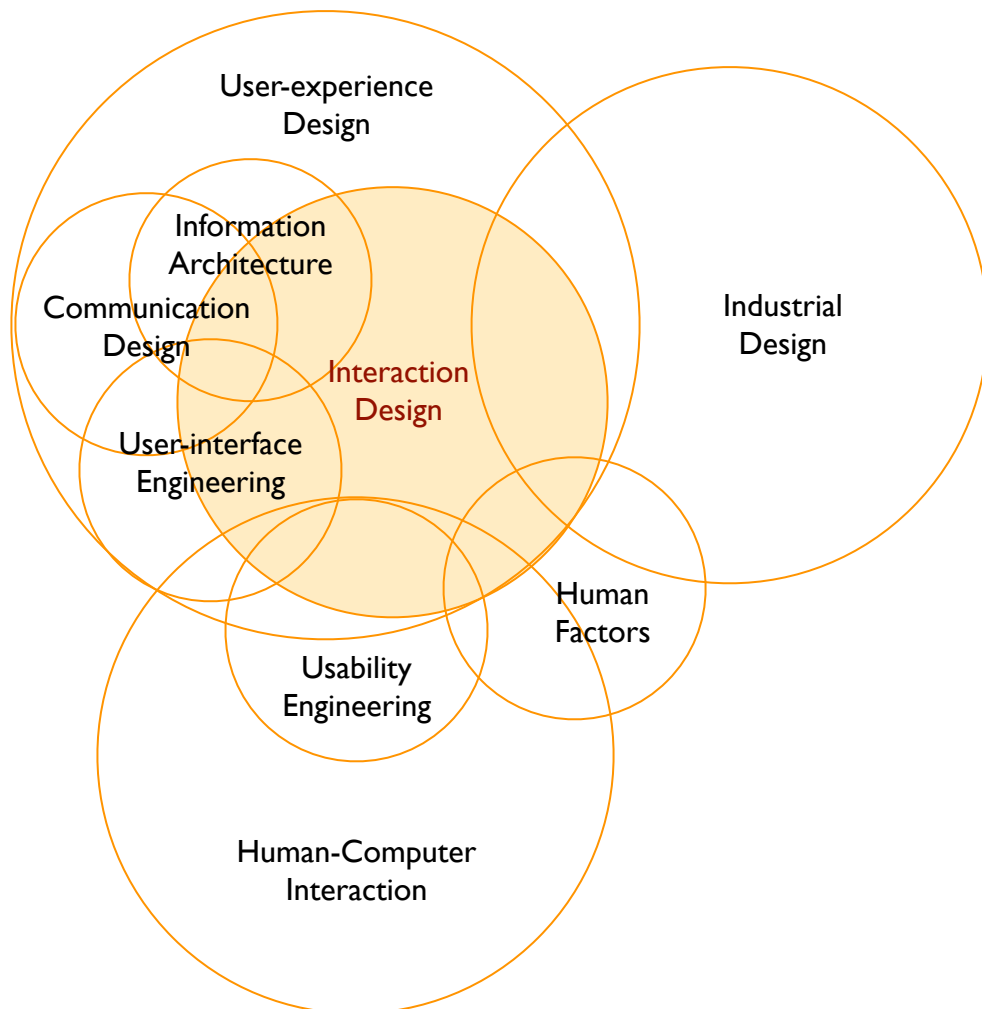 User-experience
Design
Information
Architecture
Communication
Design
Industrial
Design
Interaction
Design
User-interface
Engineering
Human
Factors
Usability
Engineering
Human-Computer
Interaction